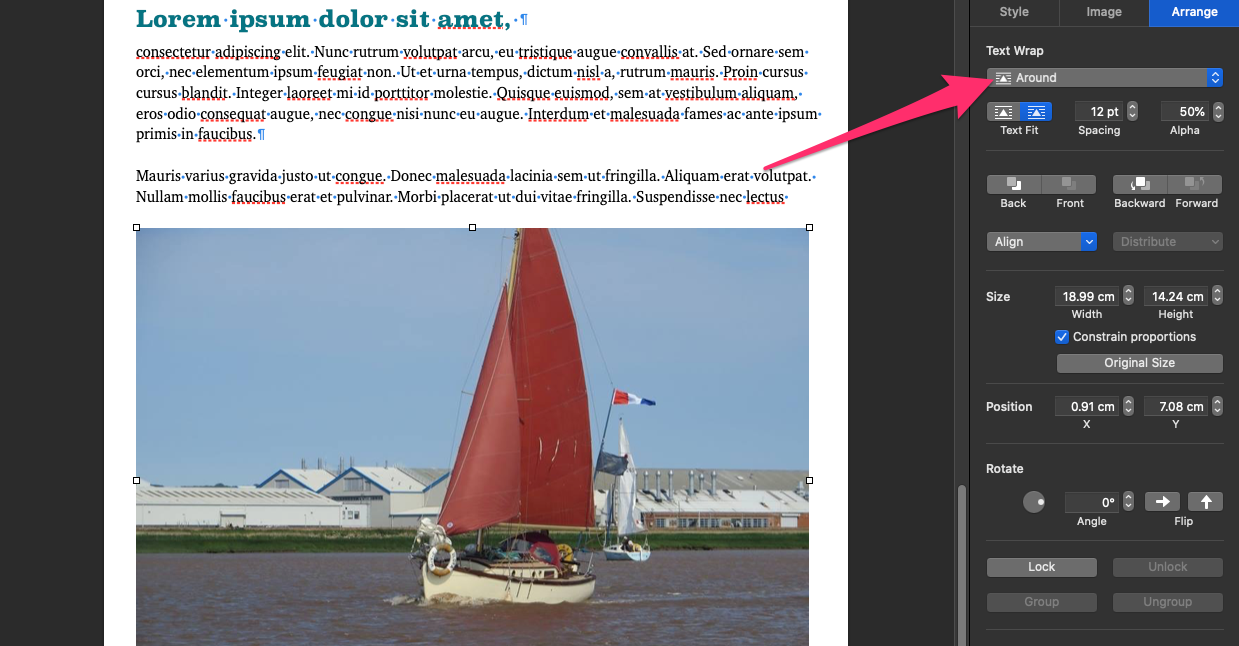 Lorem ipsum dolor sit amet, ¶
consectetur adipiscing elit. Nunc rutrum volutpat arcu, eu tristique augue convallis at. Sed ornare sem
orci, nec elementum ipsum feugiat non. Ut et urna tempus, dictum nisl a, rutrum mauris. Proin cursus
cursus blandit. Integer laoreet mi id porttitor molestie. Quisque euismod, sem at vestibulum aliquam,
eros odio consequat augue, nec congue nisi nunc eu augue. Interdum et malesuada fames ac ante ipsum
primis in faucibus. ¶
Mauris varius gravida justo ut congue. Donec malesuada lacinia sem ut fringilla. Aliquam erat volutpat.
Nullam mollis faucibus erat et pulvinar. Morbi placerat ut dui vitae fringilla. Suspendisse nec lectus
Style Image Arrange
Text Wrap
Around
12 pt 50%
Text Fit Spacing Alpha
Back Front Backward Forward
Align Distribute
Size 18.99 cm 14.24 cm
Width Height
Constrain proportions
Original Size
Position 0.91 cm 7.08 cm
X Y
Rotate
0°
Angle Flip
Lock Unlock
Group Ungroup